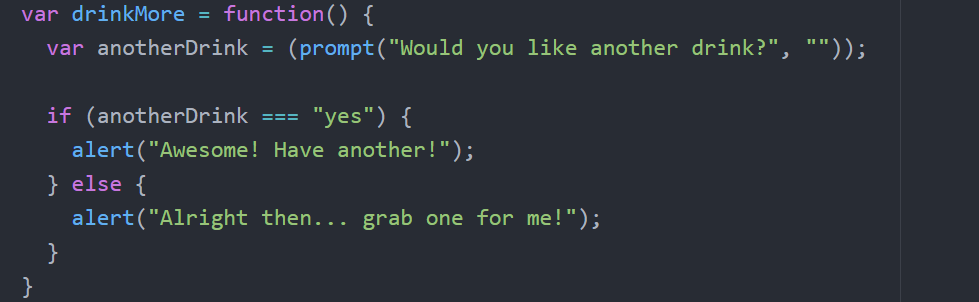 var drinkMore = function() {
  var anotherDrink = (prompt("Would you like another drink?", ""));

  if (anotherDrink === "yes") {
    alert("Awesome! Have another!");
  } else {
    alert("Alright then... grab one for me!");
  }
}